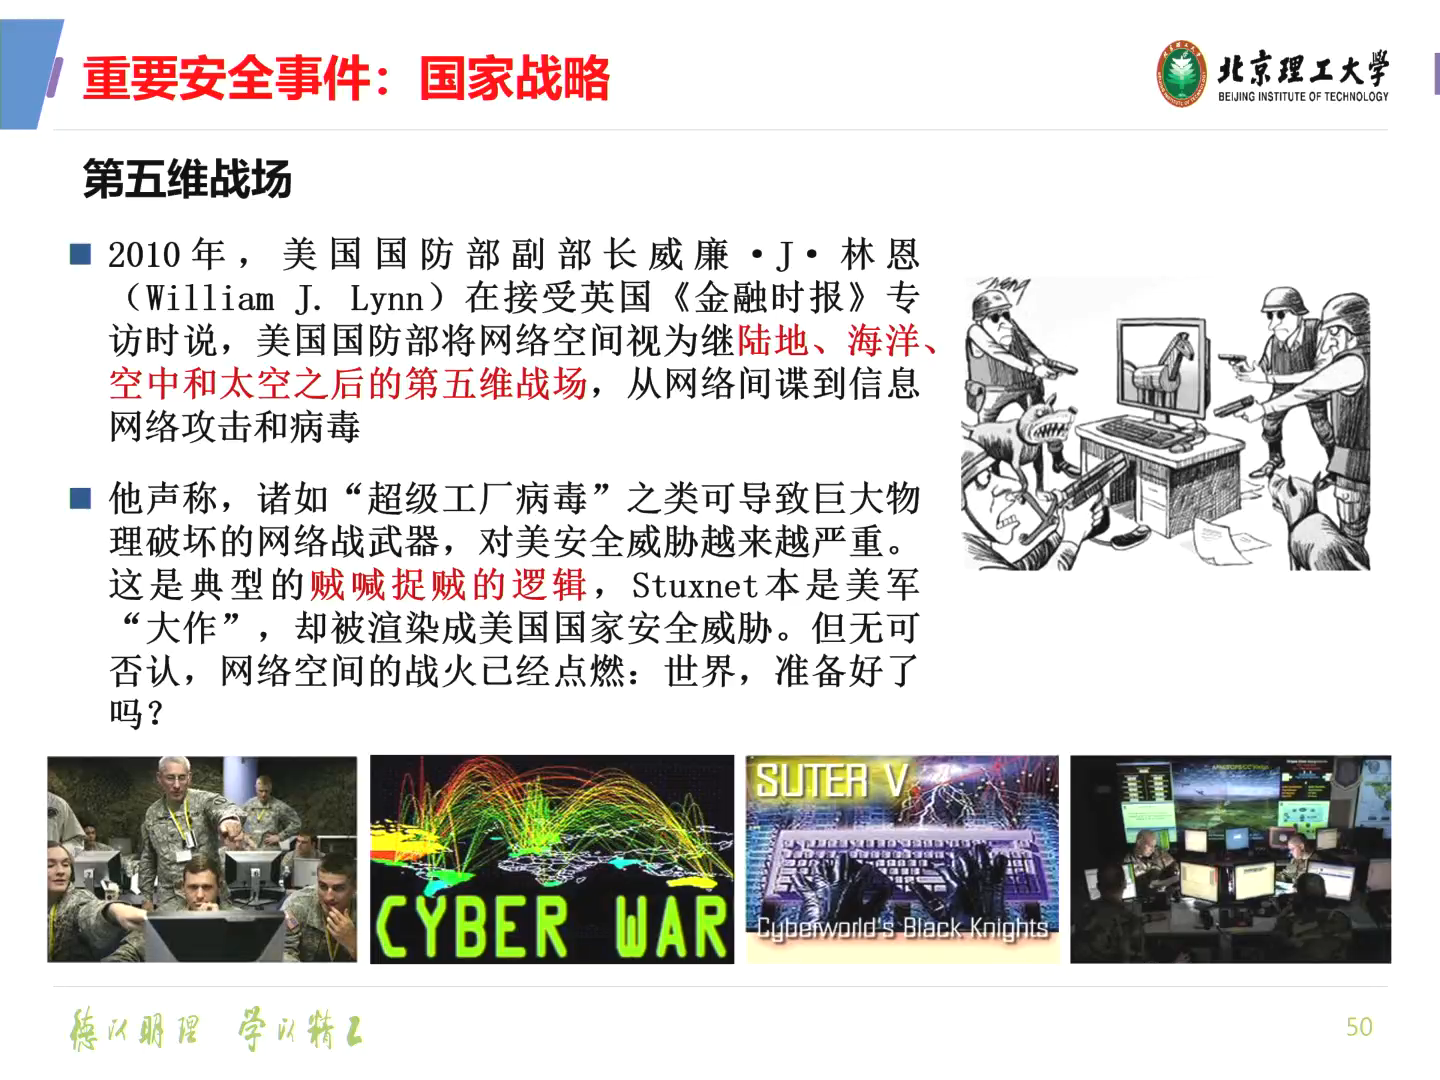 重要安全事件：国家战略
北京理工大学
BEIJING INSTITUTE OF TECHNOLOGY
第五维战场
2010年，美国国防部副部长威廉·J·林恩
（William J. Lynn）在接受英国《金融时报》专
访时说，美国国防部将网络空间视为继陆地、海洋、
空中和太空之后的第五维战场，从网络间谍到信息
网络攻击和病毒
他声称，诸如“超级工厂病毒”之类可导致巨大物
理破坏的网络战武器，对美安全威胁越来越严重。
这是典型的贼喊捉贼的逻辑，Stuxnet本是美军
“大作”，却被渲染成美国国家安全威胁。但无可
否认，网络空间的战火已经点燃：世界，准备好了
吗？
CYBER WAR
SUTER V
Cyberworld's Black Knights
德以明理 学以精工
50